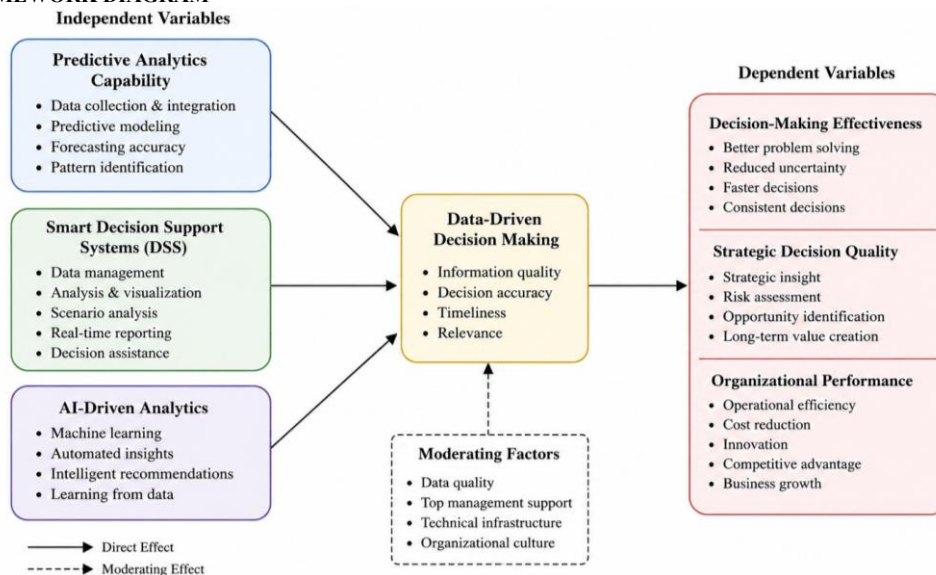 Independent Variables
Predictive Analytics
Capability
• Data collection & integration
• Predictive modeling
• Forecasting accuracy
• Pattern identification
Smart Decision Support
Systems (DSS)
• Data management
• Analysis & visualization
• Scenario analysis
• Real-time reporting
• Decision assistance
AI-Driven Analytics
• Machine learning
• Automated insights
• Intelligent recommendations
• Learning from data
Direct Effect
Moderating Effect
Data-Driven
Decision Making
• Information quality
• Decision accuracy
• Timeliness
• Relevance
Moderating Factors
• Data quality
• Top management support
• Technical infrastructure
• Organizational culture
Dependent Variables
Decision-Making Effectiveness
• Better problem solving
• Reduced uncertainty
• Faster decisions
• Consistent decisions
Strategic Decision Quality
• Strategic insight
• Risk assessment
• Opportunity identification
• Long-term value creation
Organizational Performance
• Operational efficiency
• Cost reduction
• Innovation
• Competitive advantage
• Business growth